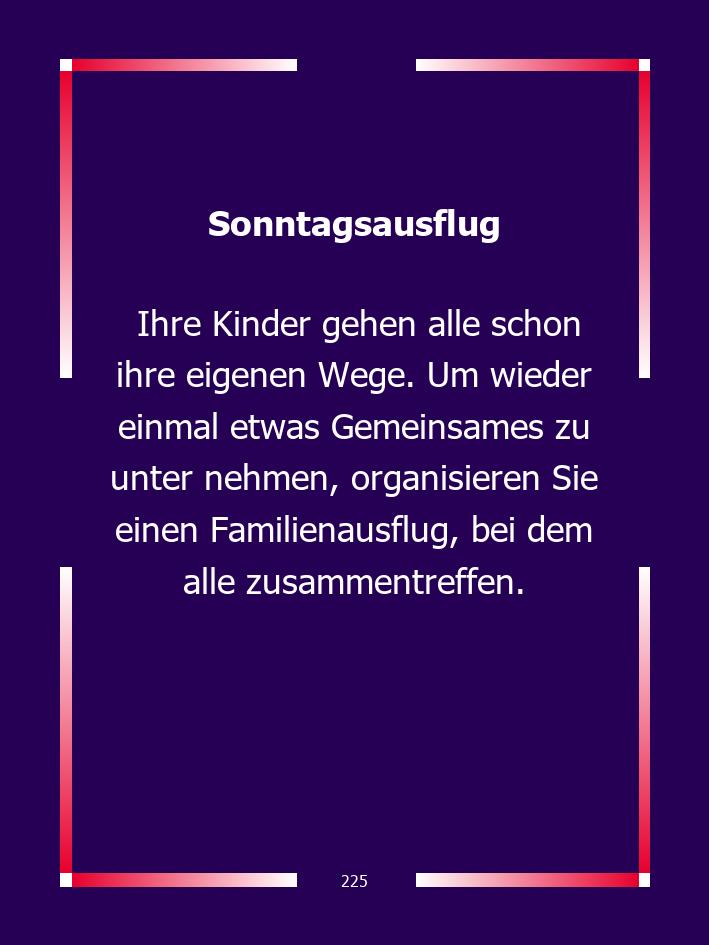 Sonntagsausflug
Ihre Kinder gehen alle schon
ihre eigenen Wege. Um wieder
einmal etwas Gemeinsames zu
unter nehmen, organisieren Sie
einen Familienausflug, bei dem
alle zusammentreffen.
225